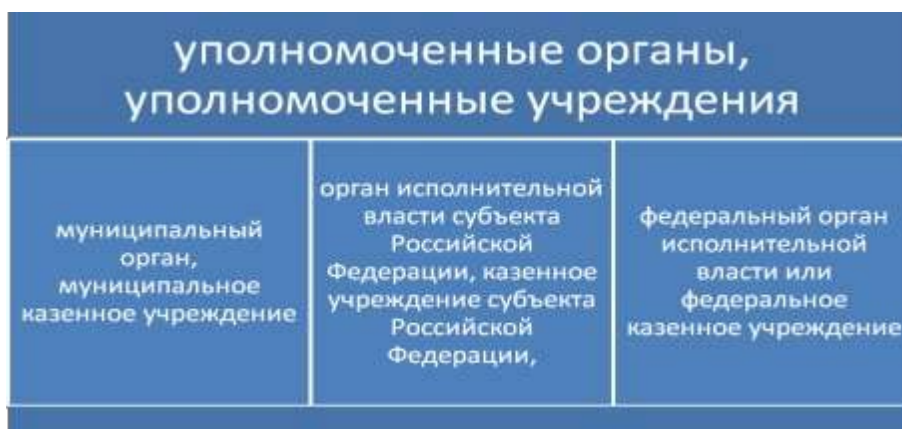 уполномоченные органы,
уполномоченные учреждения
муниципальный
орган,
муниципальное
казенное учреждение
орган исполнительной
власти субъекта
Российской
Федерации, казенное
учреждение субъекта
Российской
Федерации,
федеральный орган
исполнительной
власти или
федеральное
казенное учреждение